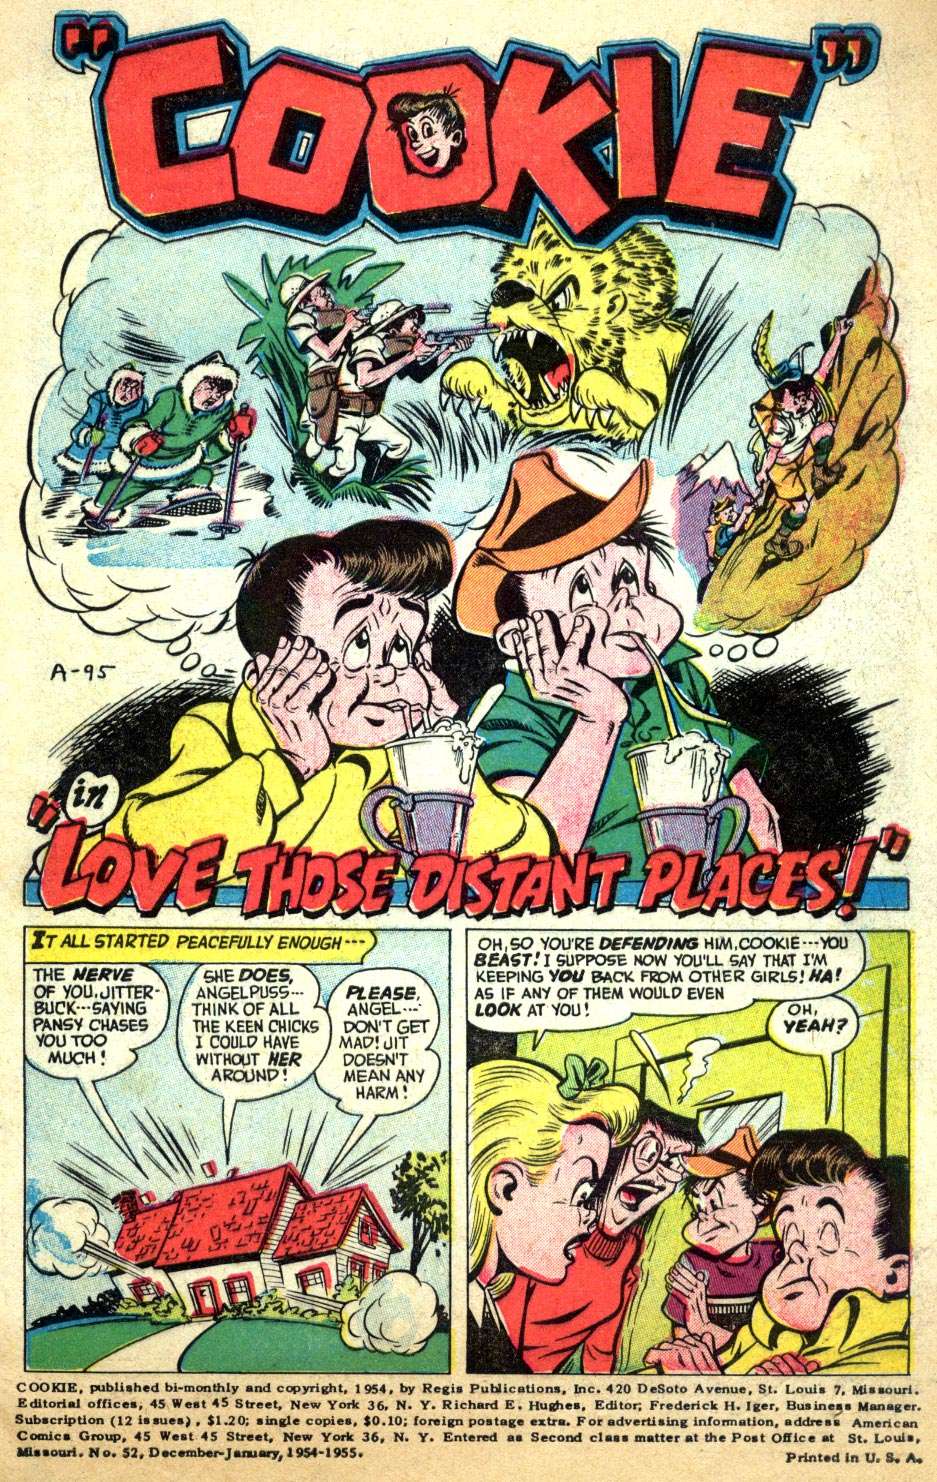 "COOKIE"
A-95
in
"LOVE THOSE DISTANT PLACES!"
IT ALL STARTED PEACEFULLY ENOUGH---
THE NERVE
OF YOU, JITTER-
BUCK---SAYING
PANSY CHASES
YOU TOO
MUCH!
SHE DOES,
ANGELPUSS---
THINK OF ALL
THE KEEN CHICKS
I COULD HAVE
WITHOUT HER
AROUND!
PLEASE,
ANGEL---
DON'T GET
MAD! JIT
DOESN'T
MEAN ANY
HARM!
OH, SO YOU'RE DEFENDING HIM, COOKIE---YOU
BEAST! I SUPPOSE NOW YOU'LL SAY THAT I'M
KEEPING YOU BACK FROM OTHER GIRLS! HA!
AS IF ANY OF THEM WOULD EVEN
LOOK AT YOU!
OH,
YEAH?
COOKIE, published bi-monthly and copyright, 1954, by Regis Publications, Inc. 420 DeSoto Avenue, St. Louis 7, Missouri.
Editorial offices, 45 West 45 Street, New York 36, N. Y. Richard E. Hughes, Editor; Frederick H. Iger, Business Manager.
Subscription (12 issues), $1.20; single copies, $0.10; foreign postage extra. For advertising information, address American
Comics Group, 45 West 45 Street, New York 36, N. Y. Entered as Second class matter at the Post Office at St. Louis,
Missouri. No. 52, December-January, 1954-1955.
Printed in U. S. A.